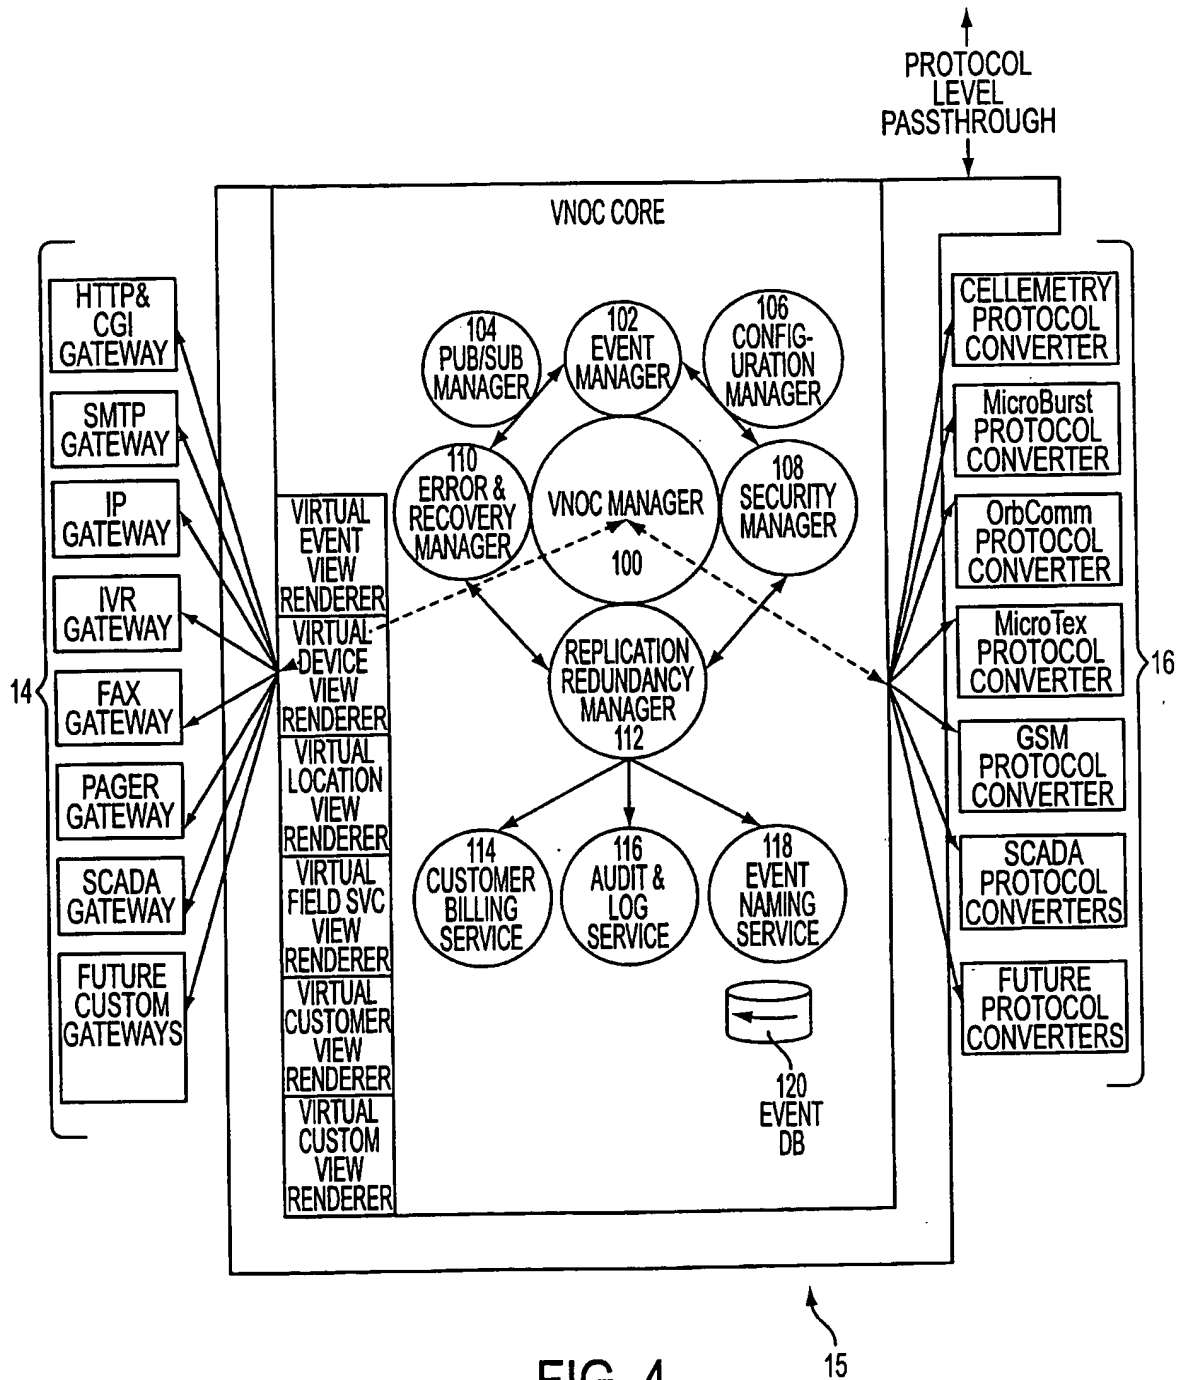 PROTOCOL
LEVEL
PASSTHROUGH
VNOC CORE
14
HTTP&
CGI
GATEWAY
SMTP
GATEWAY
IP
GATEWAY
IVR
GATEWAY
FAX
GATEWAY
PAGER
GATEWAY
SCADA
GATEWAY
FUTURE
CUSTOM
GATEWAYS
VIRTUAL
EVENT
VIEW
RENDERER
VIRTUAL
DEVICE
VIEW
RENDERER
VIRTUAL
LOCATION
VIEW
RENDERER
VIRTUAL
FIELD SVC
VIEW
RENDERER
VIRTUAL
CUSTOMER
VIEW
RENDERER
VIRTUAL
CUSTOM
VIEW
RENDERER
104
PUB/SUB
MANAGER
102
EVENT
MANAGER
106
CONFIG-
URATION
MANAGER
110
ERROR &
RECOVERY
MANAGER
VNOC MANAGER
100
108
SECURITY
MANAGER
REPLICATION
REDUNDANCY
MANAGER
112
114
CUSTOMER
BILLING
SERVICE
116
AUDIT &
LOG
SERVICE
118
EVENT
NAMING
SERVICE
120
EVENT
DB
CELLEMETRY
PROTOCOL
CONVERTER
MicroBurst
PROTOCOL
CONVERTER
OrbComm
PROTOCOL
CONVERTER
MicroTex
PROTOCOL
CONVERTER
GSM
PROTOCOL
CONVERTER
SCADA
PROTOCOL
CONVERTERS
FUTURE
PROTOCOL
CONVERTERS
16
15
FIG. 4